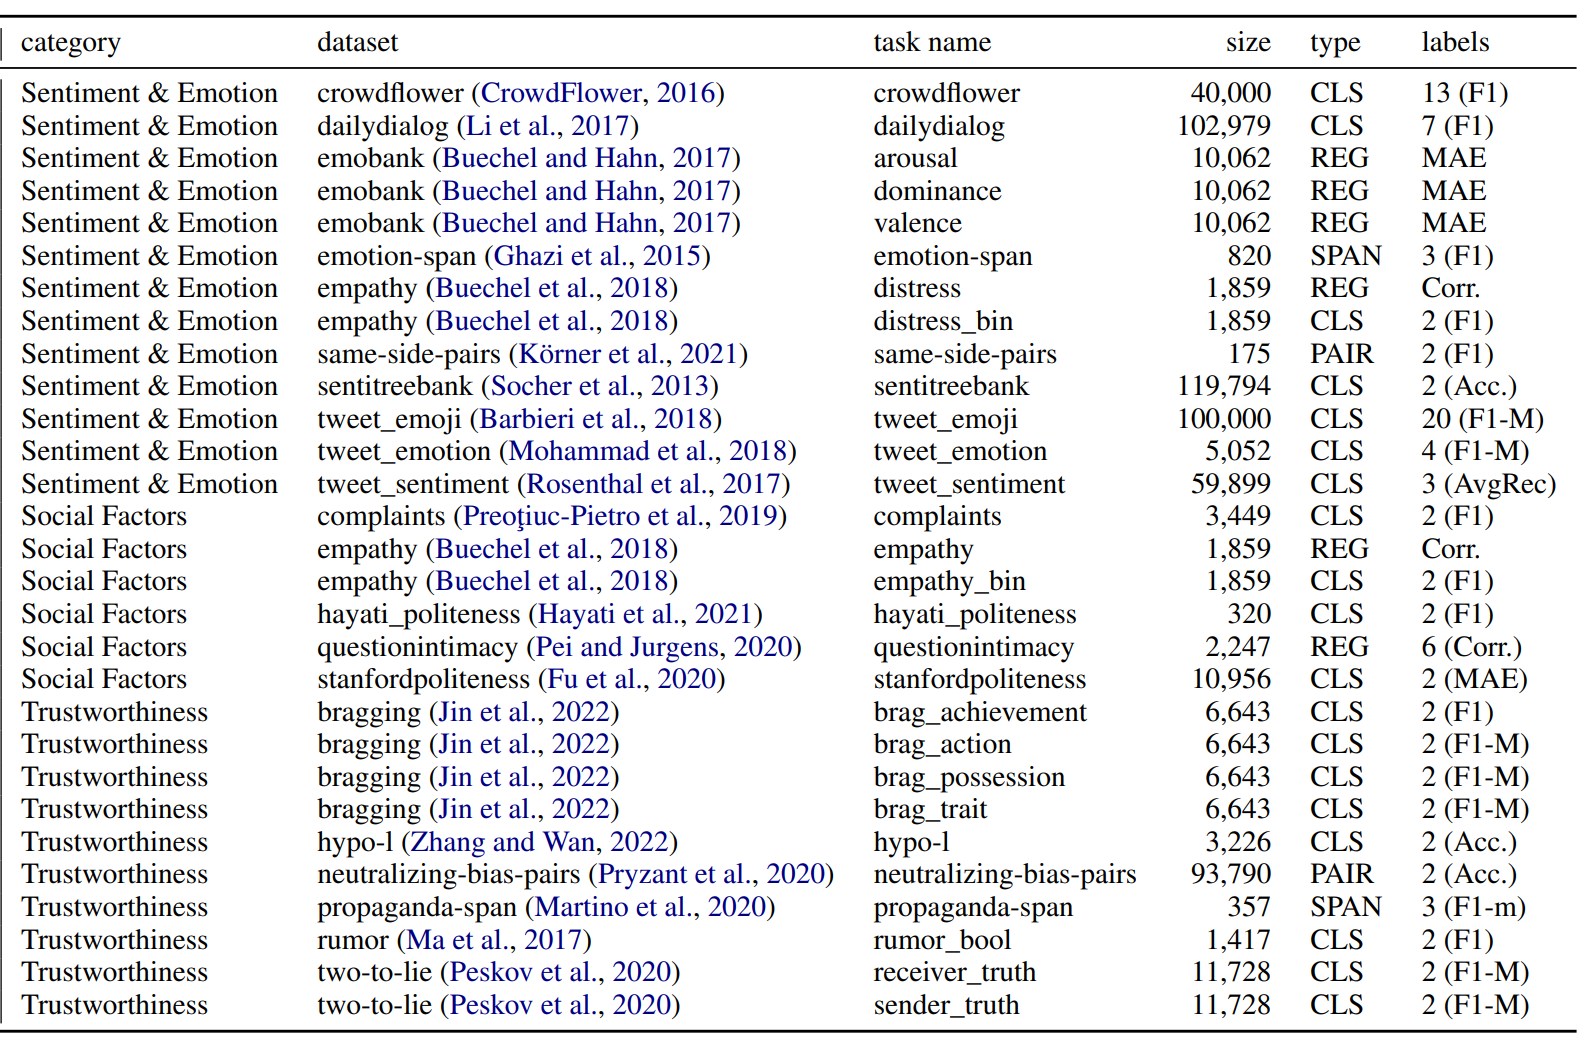 category dataset task name size type labels
Sentiment & Emotion crowdflower (CrowdFlower, 2016) crowdflower 40,000 CLS 13 (F1)
Sentiment & Emotion dailydialog (Li et al., 2017) dailydialog 102,979 CLS 7 (F1)
Sentiment & Emotion emobank (Buechel and Hahn, 2017) arousal 10,062 REG MAE
Sentiment & Emotion emobank (Buechel and Hahn, 2017) dominance 10,062 REG MAE
Sentiment & Emotion emobank (Buechel and Hahn, 2017) valence 10,062 REG MAE
Sentiment & Emotion emotion-span (Ghazi et al., 2015) emotion-span 820 SPAN 3 (F1)
Sentiment & Emotion empathy (Buechel et al., 2018) distress 1,859 REG Corr.
Sentiment & Emotion empathy (Buechel et al., 2018) distress_bin 1,859 CLS 2 (F1)
Sentiment & Emotion same-side-pairs (Körner et al., 2021) same-side-pairs 175 PAIR 2 (F1)
Sentiment & Emotion sentitreebank (Socher et al., 2013) sentitreebank 119,794 CLS 2 (Acc.)
Sentiment & Emotion tweet_emoji (Barbieri et al., 2018) tweet_emoji 100,000 CLS 20 (F1-M)
Sentiment & Emotion tweet_emotion (Mohammad et al., 2018) tweet_emotion 5,052 CLS 4 (F1-M)
Sentiment & Emotion tweet_sentiment (Rosenthal et al., 2017) tweet_sentiment 59,899 CLS 3 (AvgRec)
Social Factors complaints (Preoţiuc-Pietro et al., 2019) complaints 3,449 CLS 2 (F1)
Social Factors empathy (Buechel et al., 2018) empathy 1,859 REG Corr.
Social Factors empathy (Buechel et al., 2018) empathy_bin 1,859 CLS 2 (F1)
Social Factors hayati_politeness (Hayati et al., 2021) hayati_politeness 320 CLS 2 (F1)
Social Factors questionintimacy (Pei and Jurgens, 2020) questionintimacy 2,247 REG 6 (Corr.)
Social Factors stanfordpoliteness (Fu et al., 2020) stanfordpoliteness 10,956 CLS 2 (MAE)
Trustworthiness bragging (Jin et al., 2022) brag_achievement 6,643 CLS 2 (F1)
Trustworthiness bragging (Jin et al., 2022) brag_action 6,643 CLS 2 (F1-M)
Trustworthiness bragging (Jin et al., 2022) brag_possession 6,643 CLS 2 (F1-M)
Trustworthiness bragging (Jin et al., 2022) brag_trait 6,643 CLS 2 (F1-M)
Trustworthiness hypo-l (Zhang and Wan, 2022) hypo-l 3,226 CLS 2 (Acc.)
Trustworthiness neutralizing-bias-pairs (Pryzant et al., 2020) neutralizing-bias-pairs 93,790 PAIR 2 (Acc.)
Trustworthiness propaganda-span (Martino et al., 2020) propaganda-span 357 SPAN 3 (F1-m)
Trustworthiness rumor (Ma et al., 2017) rumor_bool 1,417 CLS 2 (F1)
Trustworthiness two-to-lie (Peskov et al., 2020) receiver_truth 11,728 CLS 2 (F1-M)
Trustworthiness two-to-lie (Peskov et al., 2020) sender_truth 11,728 CLS 2 (F1-M)